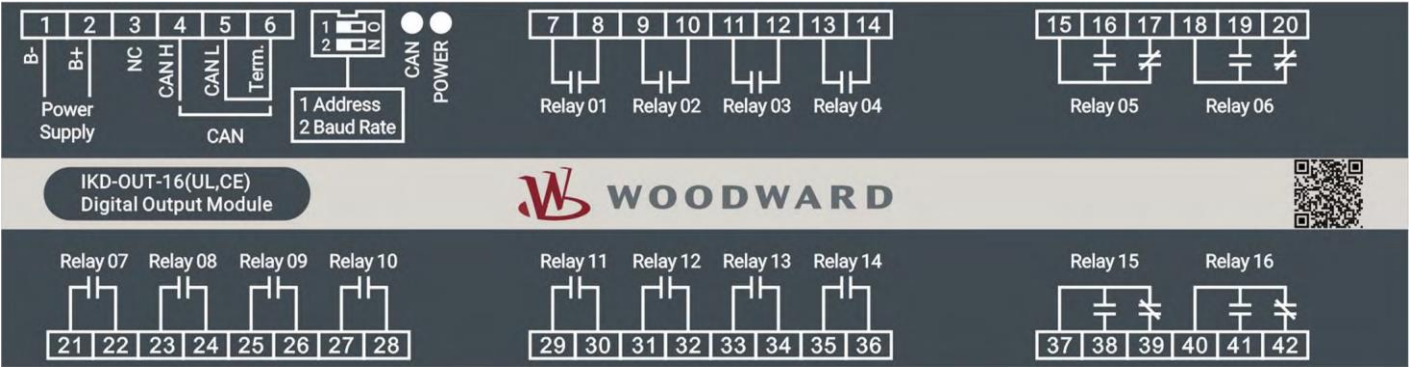 1 2 3 4 5 6
B-
B+
NC
CAN H
CAN L
Term.
Power
Supply
CAN
1 O
2 N
1 Address
2 Baud Rate
CAN
POWER
7 8 9 10 11 12 13 14
Relay 01 Relay 02 Relay 03 Relay 04
15 16 17 18 19 20
Relay 05 Relay 06
IKD-OUT-16(UL,CE)
Digital Output Module
WOODWARD
Relay 07 Relay 08 Relay 09 Relay 10
21 22 23 24 25 26 27 28
Relay 11 Relay 12 Relay 13 Relay 14
29 30 31 32 33 34 35 36
Relay 15 Relay 16
37 38 39 40 41 42